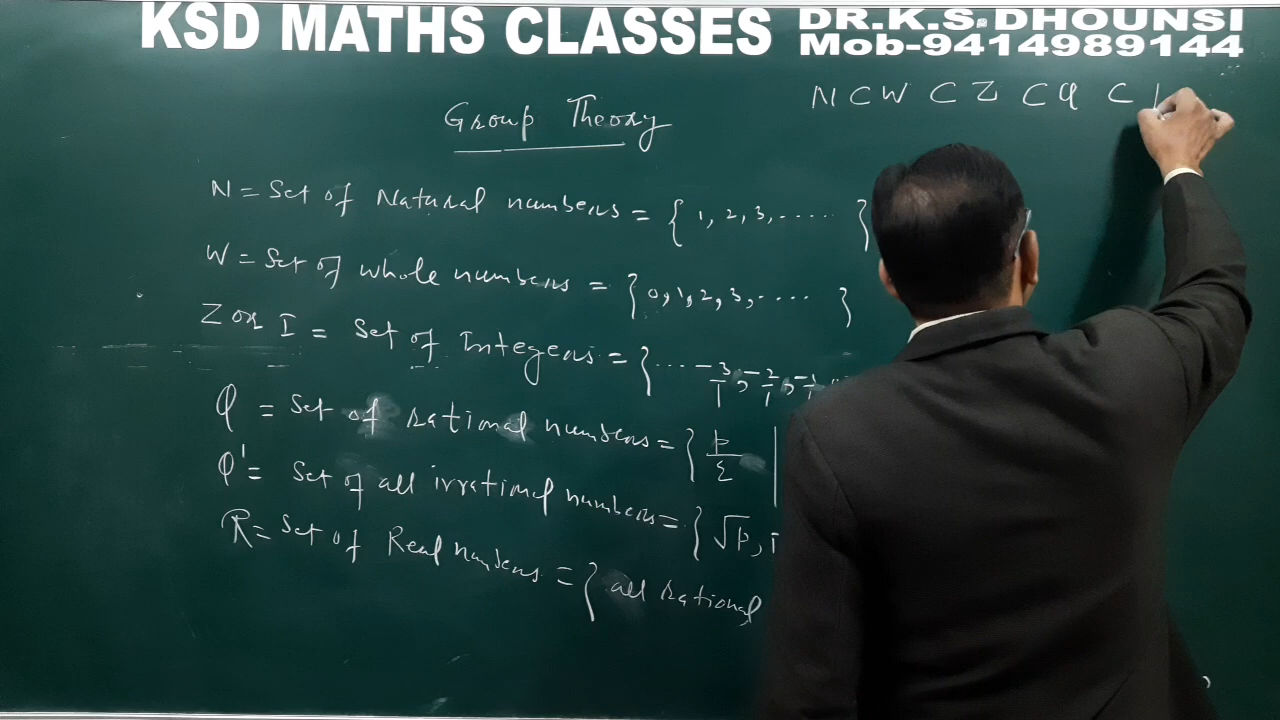 KSD MATHS CLASSES DR.K.S.DHOUNSI
Mob-9414989144
N ⊂ W ⊂ Z ⊂ Q ⊂
Group Theory
N = Set of Natural numbers = { 1, 2, 3, ..... }
W = Set of whole numbers = { 0, 1, 2, 3, .... }
Z or I = Set of Integers = { .... -3/1, -2/1, -1/1,
Q = Set of rational numbers = { p/q |
Q' = Set of all irrational numbers = { √p,
R = Set of Real numbers = { all rational